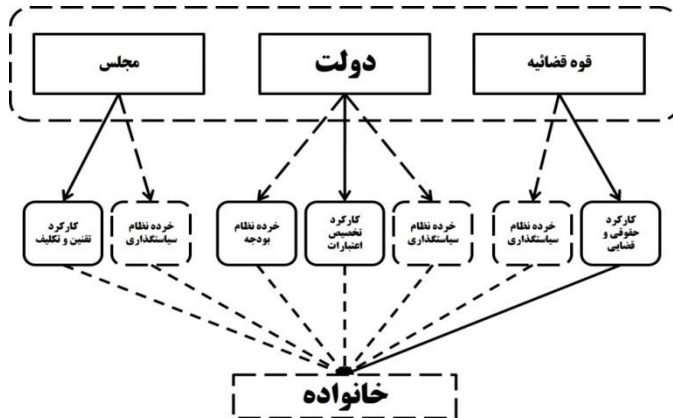 قوه قضائیه
دولت
مجلس
کارکرد
حقوقی و
قضایی
خرده نظام
سیاستگذاری
خرده نظام
سیاستگذاری
کارکرد
تخصیص
اعتبارات
خرده نظام
بودجه
خرده نظام
سیاستگذاری
کارکرد
تقنین و تکلیف
خانواده